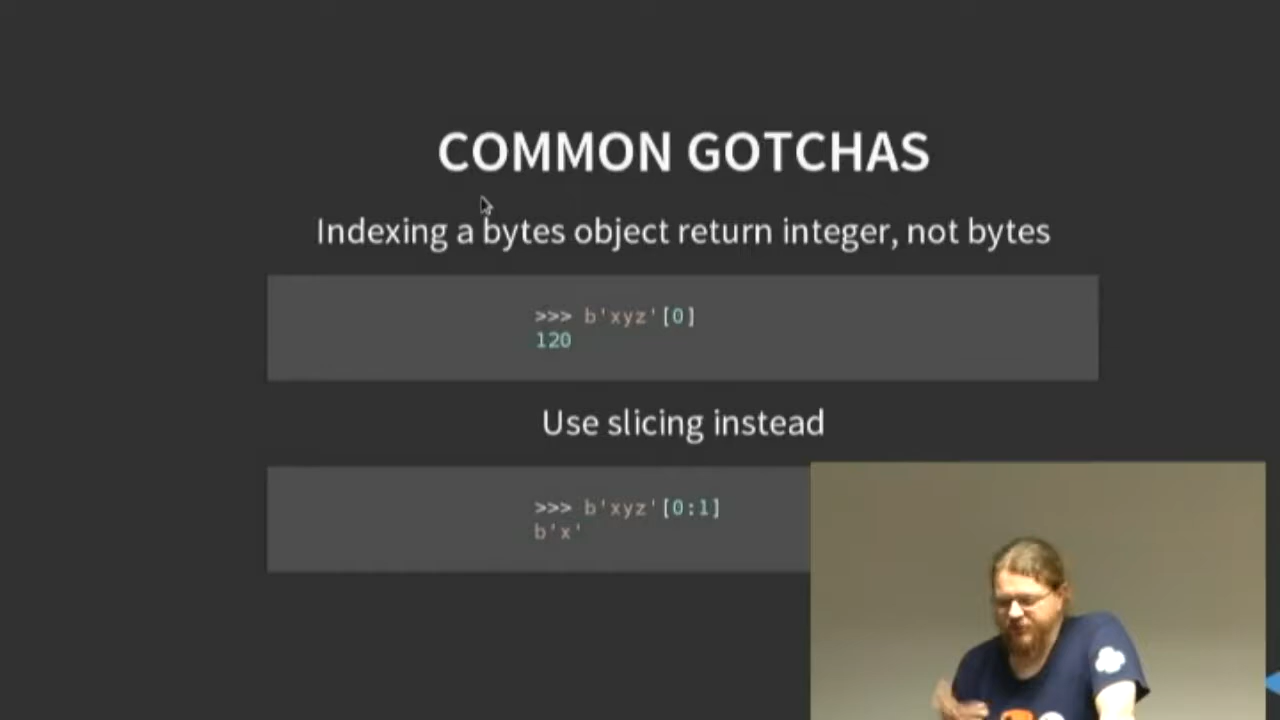 COMMON GOTCHAS
Indexing a bytes object return integer, not bytes
>>> b'xyz'[0]
120
Use slicing instead
>>> b'xyz'[0:1]
b'x'